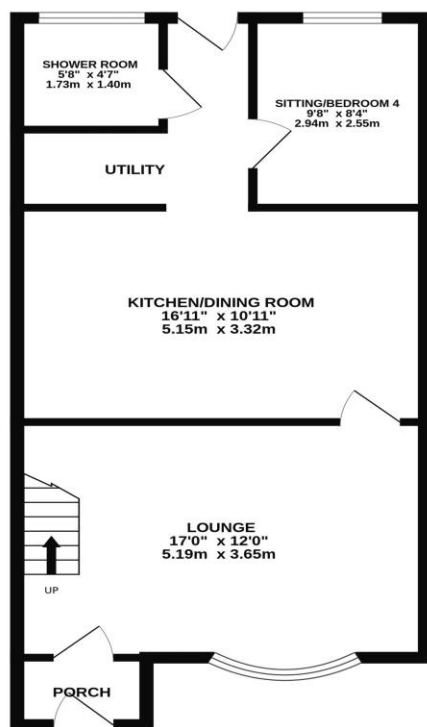 SHOWER ROOM
5'8" x 4'7"
1.73m x 1.40m
SITTING/BEDROOM 4
9'8" x 8'4"
2.94m x 2.55m
UTILITY
KITCHEN/DINING ROOM
16'11" x 10'11"
5.15m x 3.32m
LOUNGE
17'0" x 12'0"
5.19m x 3.65m
UP
PORCH